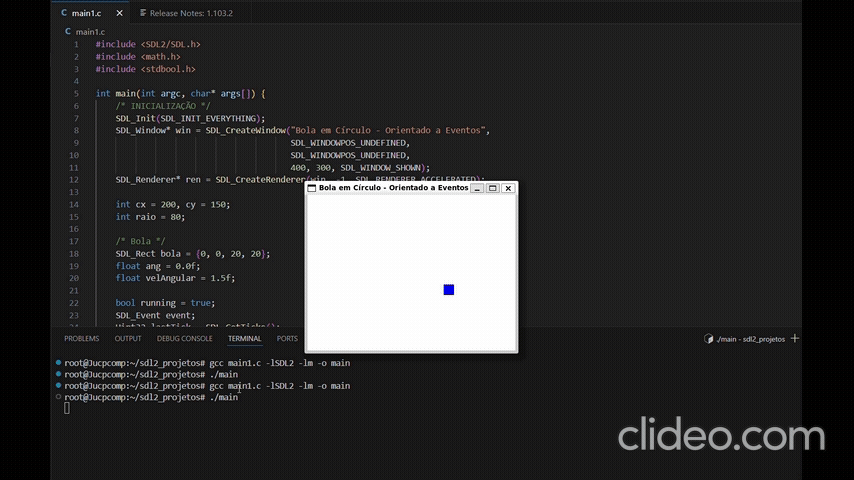 main1.c
Release Notes: 1.103.2
main1.c
1 #include <SDL2/SDL.h>
2 #include <math.h>
3 #include <stdbool.h>
4
5 int main(int argc, char* args[]) {
6 /* INICIALIZAÇÃO */
7 SDL_Init(SDL_INIT_EVERYTHING);
8 SDL_Window* win = SDL_CreateWindow("Bola em Círculo - Orientado a Eventos",
9 SDL_WINDOWPOS_UNDEFINED,
10 SDL_WINDOWPOS_UNDEFINED,
11 400, 300, SDL_WINDOW_SHOWN);
12 SDL_Renderer* ren = SDL_CreateRenderer(win, -1, SDL_RENDERER_ACCELERATED);
Bola em Círculo - Orientado a Eventos
13
14 int cx = 200, cy = 150;
15 int raio = 80;
16
17 /* Bola */
18 SDL_Rect bola = {0, 0, 20, 20};
19 float ang = 0.0f;
20 float velAngular = 1.5f;
21
22 bool running = true;
23 SDL_Event event;
24 Uint32 lastTick = SDL_GetTicks();
PROBLEMS OUTPUT DEBUG CONSOLE TERMINAL PORTS
./main - sdl2_projetos
root@Jucpcomp:~/sdl2_projetos# gcc main1.c -lSDL2 -lm -o main
root@Jucpcomp:~/sdl2_projetos# ./main
root@Jucpcomp:~/sdl2_projetos# gcc main1.c -lSDL2 -lm -o main
root@Jucpcomp:~/sdl2_projetos# ./main
clideo.com